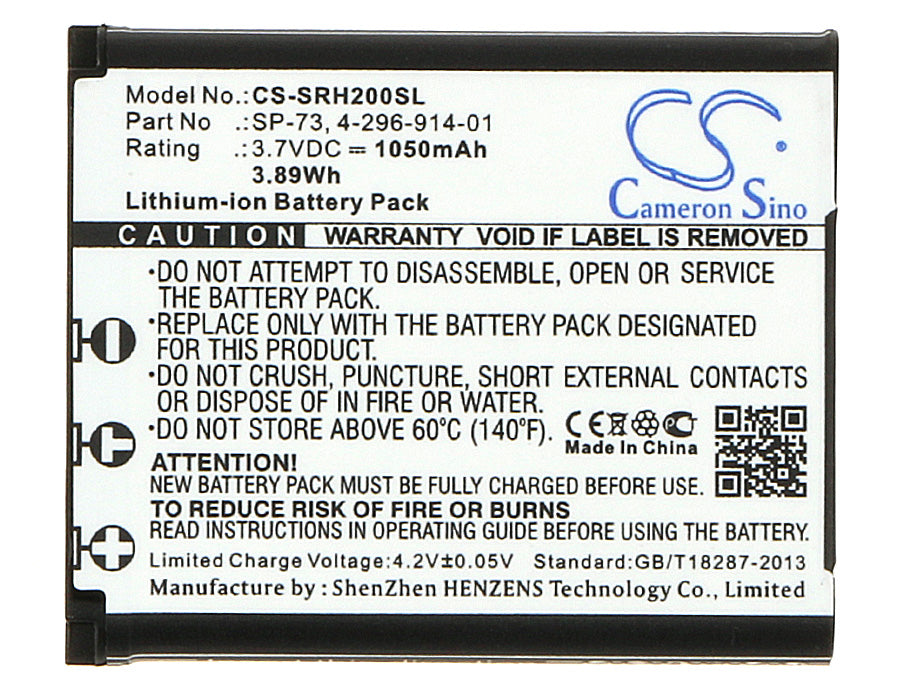 Model No.: CS-SRH200SL
Part No .: SP-73, 4-296-914-01
Rating .: 3.7VDC ⎓ 1050mAh
3.89Wh
Lithium-ion Battery Pack
CS
Cameron Sino
CAUTION WARRANTY VOID IF LABEL IS REMOVED
•DO NOT ATTEMPT TO DISASSEMBLE, OPEN OR SERVICE
THE BATTERY PACK.
•REPLACE ONLY WITH THE BATTERY PACK DESIGNATED
FOR THIS PRODUCT.
•DO NOT CRUSH, PUNCTURE, SHORT EXTERNAL CONTACTS
OR DISPOSE OF IN FIRE OR WATER.
•DO NOT STORE ABOVE 60°C (140°F).
CE
Made In China
ATTENTION!
NEW BATTERY PACK MUST BE FULLY CHARGED BEFORE USE.
TO REDUCE RISK OF FIRE OR BURNS
READ INSTRUCTIONS IN OPERATING GUIDE BEFORE USING THE BATTERY.
Limited Charge Voltage:4.2V±0.05V Standard:GB/T18287-2013
Manufacturer : ShenZhen HENZENS Technology Co., Limited